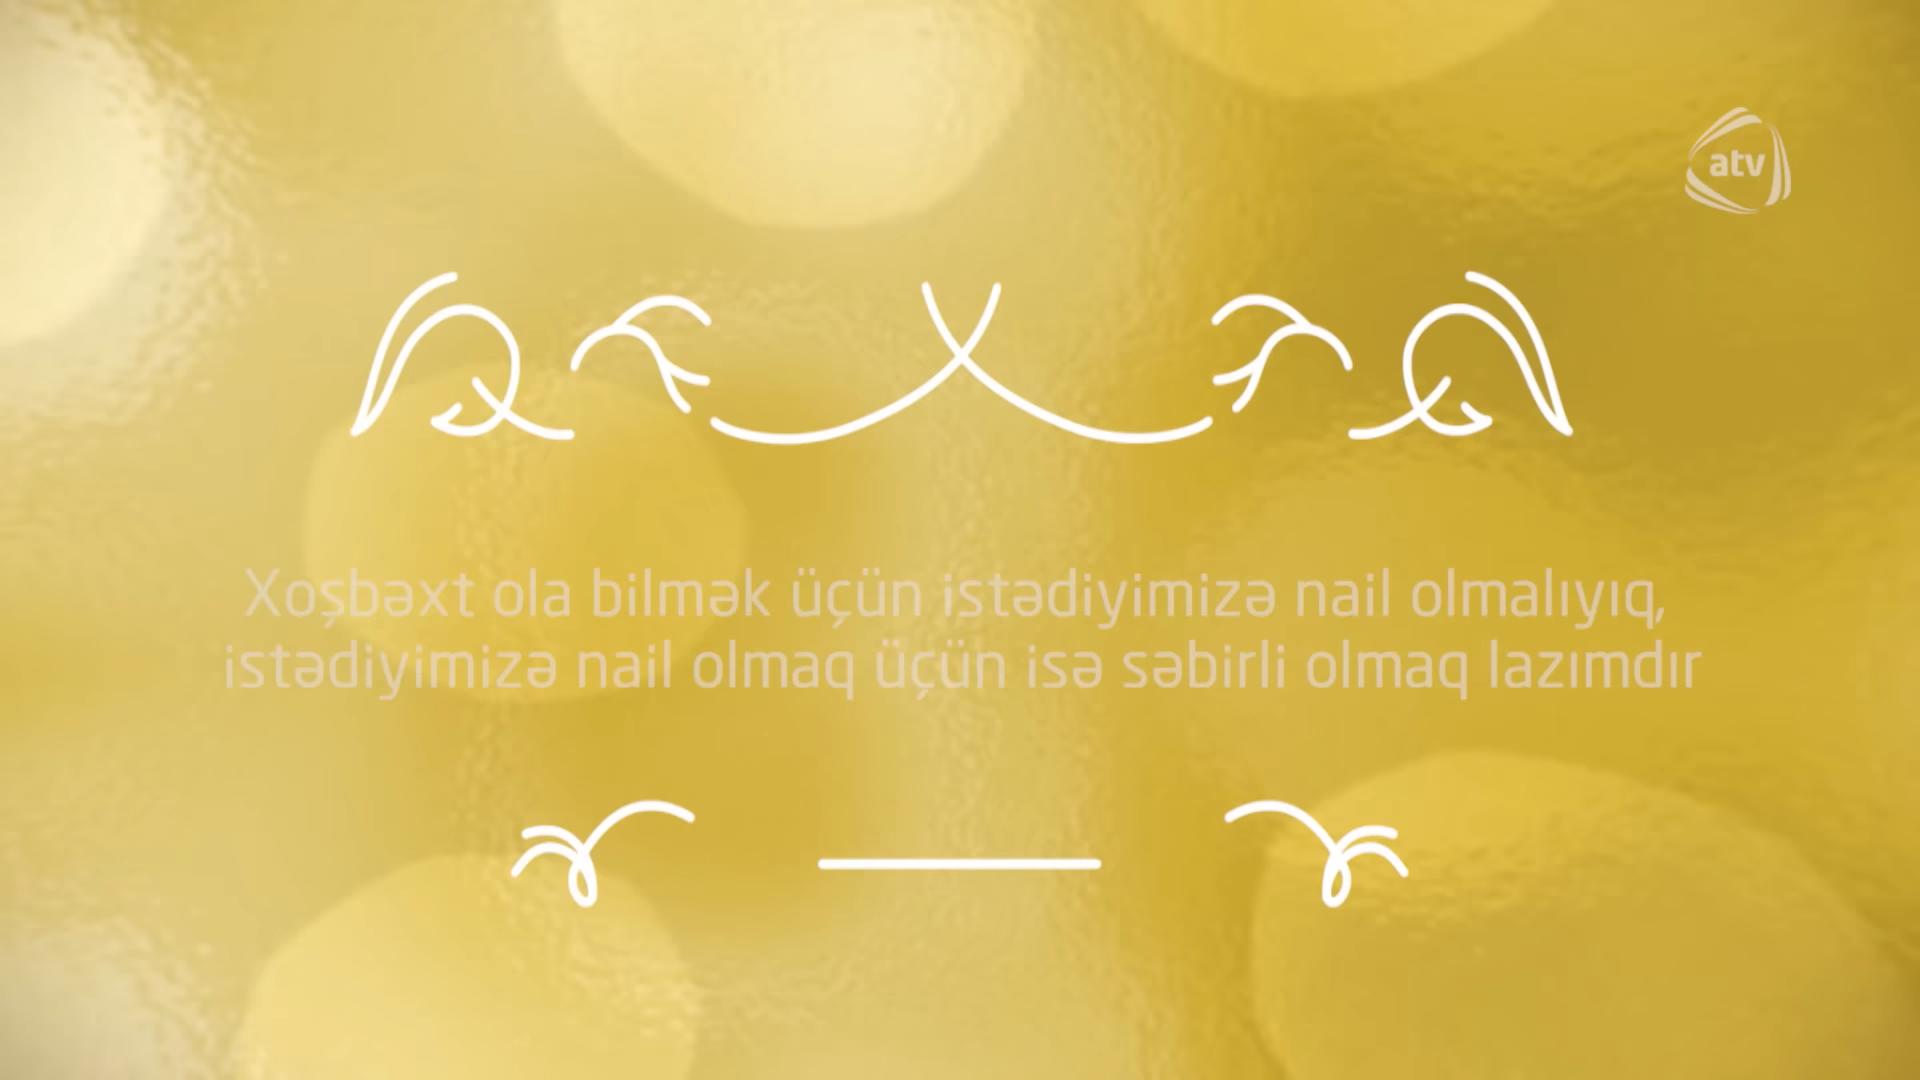 atv
Xoşbəxt ola bilmək üçün istədiyimizə nail olmalıyıq,
istədiyimizə nail olmaq üçün isə səbirli olmaq lazımdır